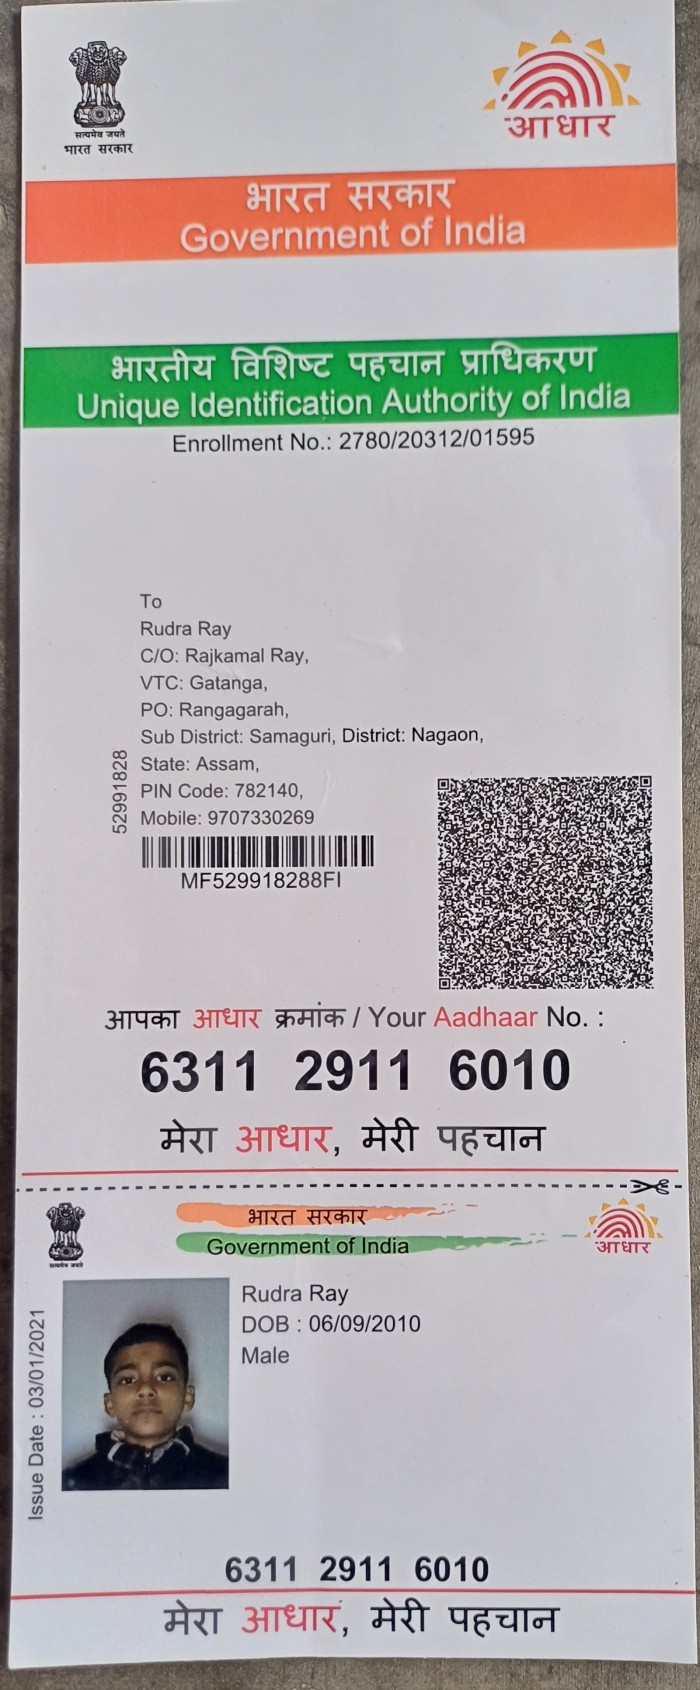 सत्यमेव जयते
भारत सरकार
आधार
भारत सरकार
Government of India
भारतीय विशिष्ट पहचान प्राधिकरण
Unique Identification Authority of India
Enrollment No.: 2780/20312/01595
To
Rudra Ray
C/O: Rajkamal Ray,
VTC: Gatanga,
PO: Rangagarah,
Sub District: Samaguri, District: Nagaon,
State: Assam,
PIN Code: 782140,
Mobile: 9707330269
52991828
MF529918288FI
आपका आधार क्रमांक / Your Aadhaar No. :
6311 2911 6010
मेरा आधार, मेरी पहचान
सत्यमेव जयते
भारत सरकार
Government of India
आधार
Issue Date : 03/01/2021
Rudra Ray
DOB : 06/09/2010
Male
6311 2911 6010
मेरा आधार, मेरी पहचान